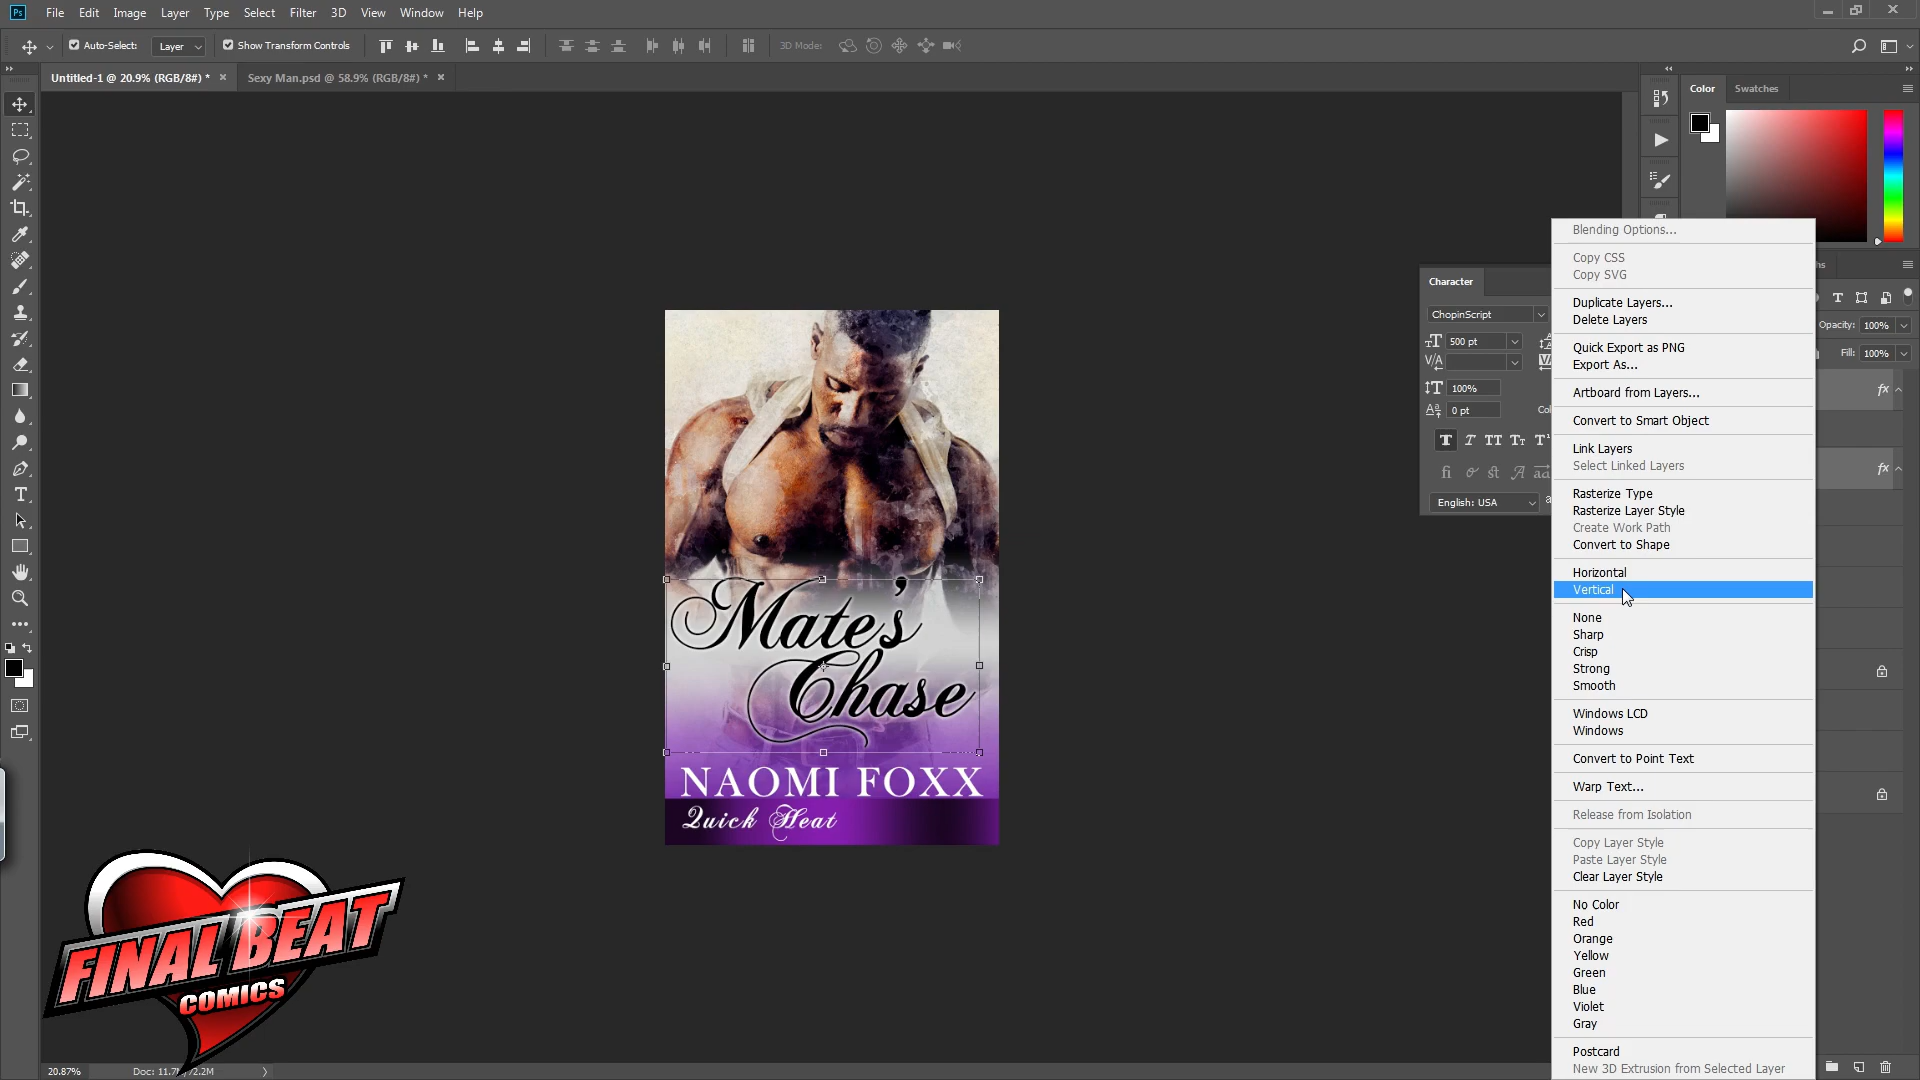 Ps File Edit Image Layer Type Select Filter 3D View Window Help
Auto-Select: Layer Show Transform Controls 3D Mode:
Untitled-1 @ 20.9% (RGB/8#) * × Sexy Man.psd @ 58.9% (RGB/8#) * ×
Color Swatches
Character
ChopinScript
500 pt
100%
0 pt
English: USA
Opacity: 100%
Fill: 100%
Blending Options...
Copy CSS
Copy SVG
Duplicate Layers...
Delete Layers
Quick Export as PNG
Export As...
Artboard from Layers...
Convert to Smart Object
Link Layers
Select Linked Layers
Rasterize Type
Rasterize Layer Style
Create Work Path
Convert to Shape
Horizontal
Vertical
None
Sharp
Crisp
Strong
Smooth
Windows LCD
Windows
Convert to Point Text
Warp Text...
Release from Isolation
Copy Layer Style
Paste Layer Style
Clear Layer Style
No Color
Red
Orange
Yellow
Green
Blue
Violet
Gray
Postcard
New 3D Extrusion from Selected Layer
Mate's
Chase
NAOMI FOXX
Quick Heat
FINAL BEAT
COMICS
20.87%